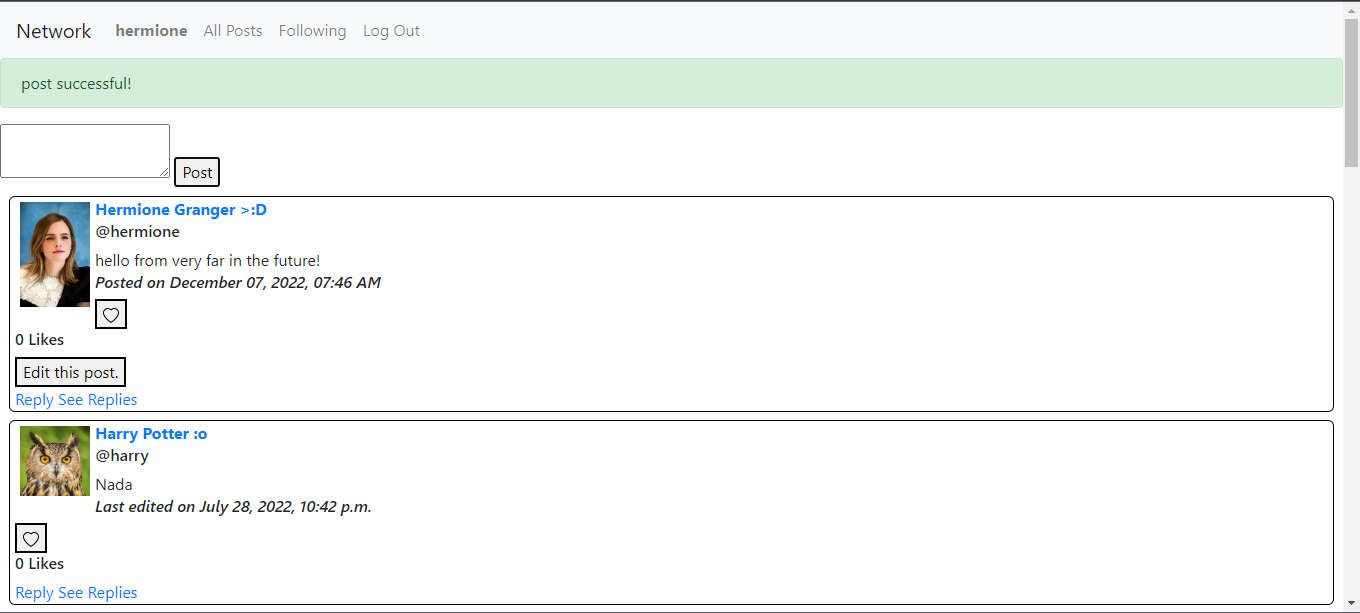 Network hermione All Posts Following Log Out
post successful!
Post
Hermione Granger >:D
@hermione
hello from very far in the future!
Posted on December 07, 2022, 07:46 AM
0 Likes
Edit this post.
Reply See Replies
Harry Potter :o
@harry
Nada
Last edited on July 28, 2022, 10:42 p.m.
0 Likes
Reply See Replies